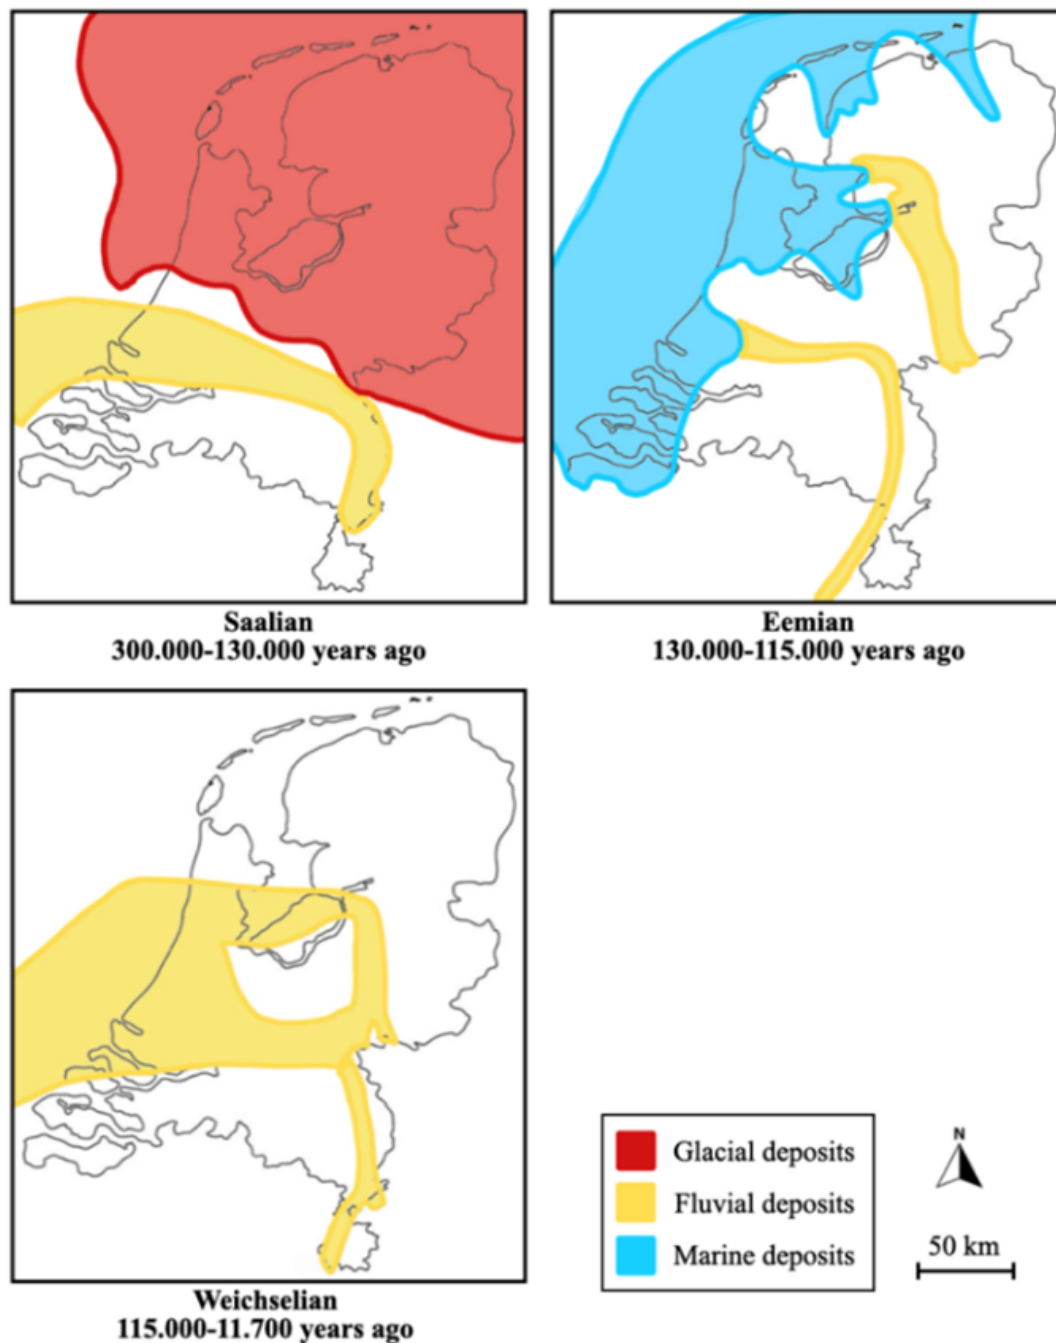 Saalian
300.000-130.000 years ago
Eemian
130.000-115.000 years ago
Weichselian
115.000-11.700 years ago
Glacial deposits
Fluvial deposits
Marine deposits
N
50 km